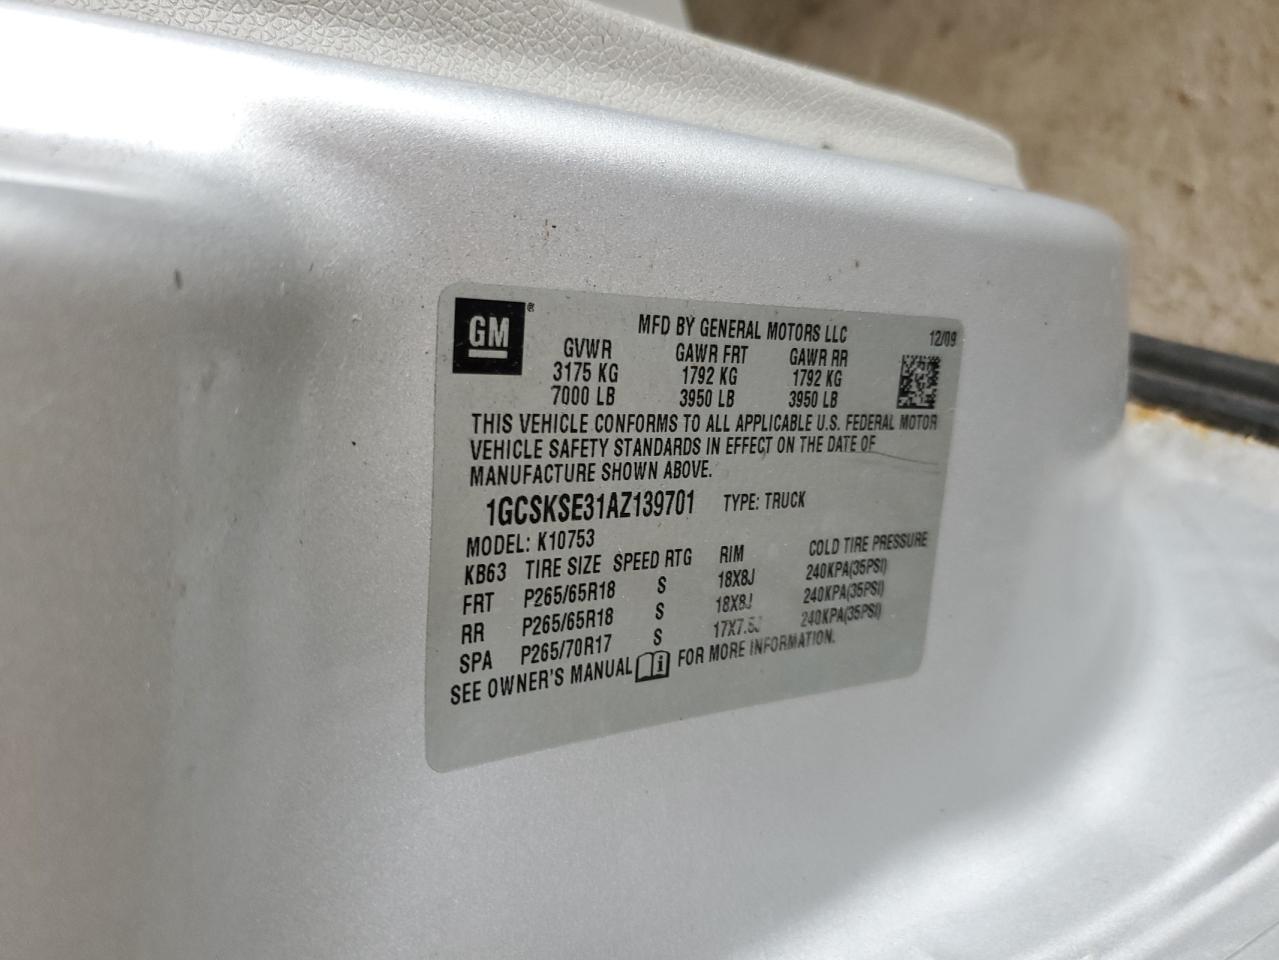 GM ®
MFD BY GENERAL MOTORS LLC 12/09
GVWR GAWR FRT GAWR RR
3175 KG 1792 KG 1792 KG
7000 LB 3950 LB 3950 LB
THIS VEHICLE CONFORMS TO ALL APPLICABLE U.S. FEDERAL MOTOR
VEHICLE SAFETY STANDARDS IN EFFECT ON THE DATE OF
MANUFACTURE SHOWN ABOVE.
1GCSKSE31AZ139701 TYPE: TRUCK
MODEL: K10753
KB63 TIRE SIZE SPEED RTG RIM COLD TIRE PRESSURE
FRT P265/65R18 S 18X8J 240KPA(35PSI)
RR P265/65R18 S 18X8J 240KPA(35PSI)
SPA P265/70R17 S 17X7.5J 240KPA(35PSI)
SEE OWNER'S MANUAL i FOR MORE INFORMATION.